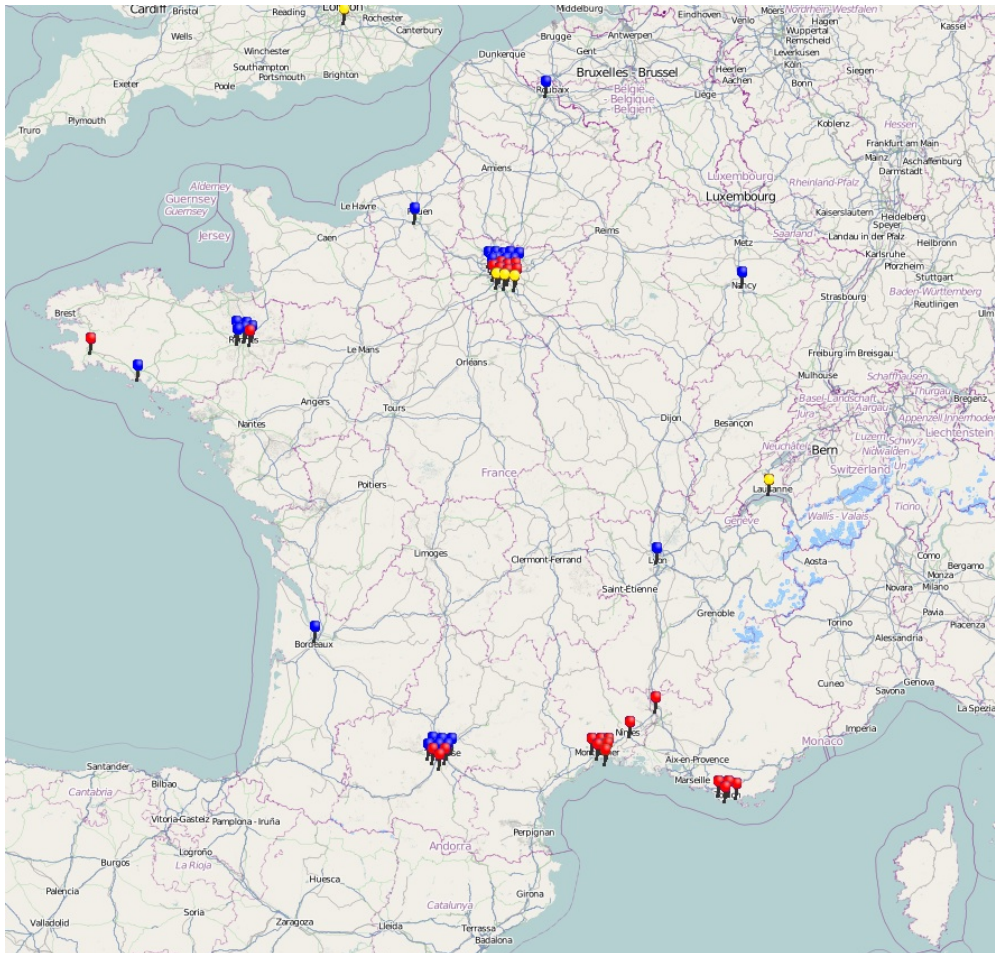 Cardiff
Bristol
Reading
London
Rochester
Canterbury
Wells
Winchester
Southampton
Portsmouth
Brighton
Exeter
Poole
Plymouth
Truro
Middelburg
Brugge
Gent
Antwerpen
Eindhoven
Venlo
Moers
Nordrhein-Westfalen
Hagen
Wuppertal
Remscheid
Kassel
Dunkerque
Bruxelles - Brussel
Heerlen
Leverkusen
Köln
Aachen
Bonn
Siegen
Roubaix
België
Belgique
Belgien
Liège
Koblenz
Hessen
Amiens
Frankfurt am Main
Mainz
Aschaffenburg
Darmstadt
Luxembourg
Luxembourg
Rheinland-Pfalz
Alderney
Guernsey
Guernsey
Jersey
Le Havre
Caen
Reims
Metz
Kaiserslautern
Heidelberg
Speyer
Saarland
Landau in der Pfalz
Heilbronn
Karlsruhe
Pforzheim
Stuttgart
Nancy
Baden-Württemberg
Reutlingen
Strasbourg
Ulm
Brest
Le Mans
Orléans
Freiburg im Breisgau
Mulhouse
Schaffhausen
Thurgau
Bregenz
Angers
Tours
Nantes
Dijon
Besançon
Basel-Landschaft
Aargau
Jura
Appenzell Innerrhoden
Liechtenstein
Luzern
Schwyz
Nidwalden
Uri
Neuchâtel
Bern
Switzerland
France
Poitiers
Lausanne
Genève
Wallis - Valais
Ticino
Limoges
Clermont-Ferrand
Lyon
Aosta
Como
Bergamo
Monza
Novara
Milano
Saint-Étienne
Grenoble
Pavia
Torino
Piacenza
Alessandria
Bordeaux
Cuneo
Savona
Genova
La Spezia
Nîmes
Imperia
Monaco
Aix-en-Provence
Marseille
Santander
Bilbao
Cantabria
Vitoria-Gasteiz
Pamplona - Iruña
Logroño
La Rioja
Burgos
Perpignan
Andorra
Huesca
Girona
Palencia
Soria
Catalunya
Valladolid
Zaragoza
Lleida
Terrassa
Badalona